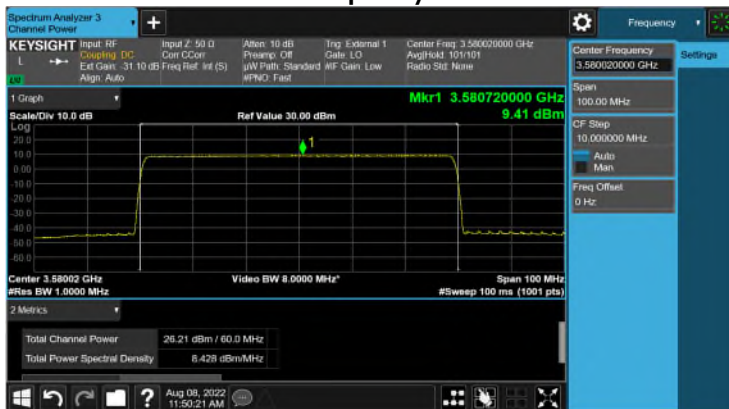 Spectrum Analyzer 3
Channel Power
Frequency
KEYSIGHT
L
Input: RF
Coupling: DC
Ext Gain: -31.10 dB
Align: Auto
Input Z: 50 Ω
Corr CCorr
Freq Ref: Int (S)
Atten: 10 dB
Preamp: Off
µW Path: Standard
#PNO: Fast
Trig: External 1
Gate: LO
#IF Gain: Low
Center Freq: 3.580020000 GHz
Avg|Hold: 101/101
Radio Std: None
1 Graph
Scale/Div 10.0 dB
Ref Value 30.00 dBm
Mkr1 3.580720000 GHz
9.41 dBm
Log
20.0
10.0
0.00
-10.0
-20.0
-30.0
-40.0
-50.0
-60.0
1
Center 3.58002 GHz
#Res BW 1.0000 MHz
Video BW 8.0000 MHz*
Span 100 MHz
#Sweep 100 ms (1001 pts)
2 Metrics
Total Channel Power 26.21 dBm / 60.0 MHz
Total Power Spectral Density 8.428 dBm/MHz
Aug 08, 2022
11:50:21 AM
Center Frequency
3.580020000 GHz
Settings
Span
100.00 MHz
CF Step
10.000000 MHz
Auto
Man
Freq Offset
0 Hz